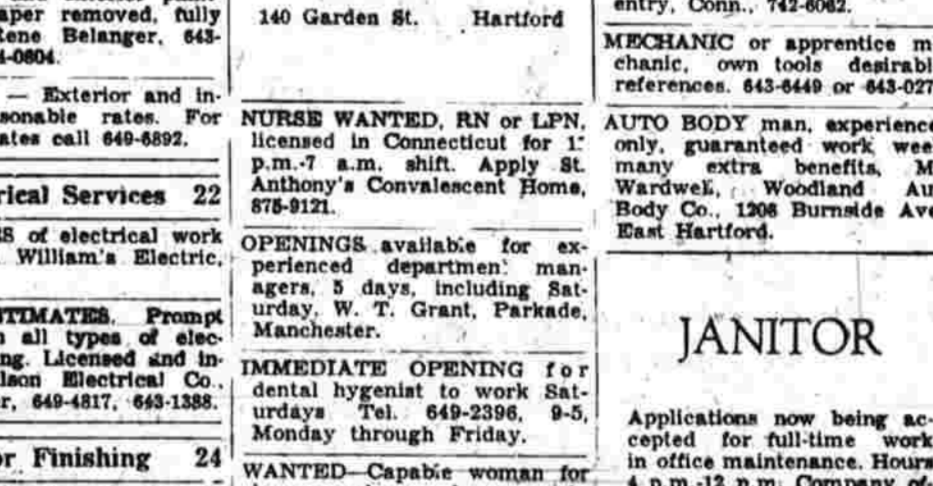 aper removed, fully
Rene Belanger, 643-
4-0804.
— Exterior and in-
sonable rates. For
ates call 649-6892.
rical Services 22
ES of electrical work
William's Electric,
TIMATES. Prompt
all types of elec-
ng. Licensed and in-
lson Electrical Co.,
r, 649-4817, 643-1388.
or Finishing 24
140 Garden St. Hartford
NURSE WANTED, RN or LPN,
licensed in Connecticut for
p.m.-7 a.m. shift. Apply St.
Anthony's Convalescent Home,
875-9121.
OPENINGS available for ex-
perienced department man-
agers, 5 days, including Sat-
urday. W. T. Grant, Parkade,
Manchester.
IMMEDIATE OPENING for
dental hygenist to work Sat-
urdays Tel. 649-2396, 9-5,
Monday through Friday.
WANTED—Capable woman for
entry, Conn., 742-6062.
MECHANIC or apprentice m
chanic, own tools desirabl
references. 643-6449 or 643-027
AUTO BODY man, experience
only, guaranteed work wee
many extra benefits, M
Wardwell, Woodland Au
Body Co., 1208 Burnside Ave
East Hartford.
JANITOR
Applications now being ac-
cepted for full-time work
in office maintenance. Hours
4 p.m.-12 p.m. Company of-